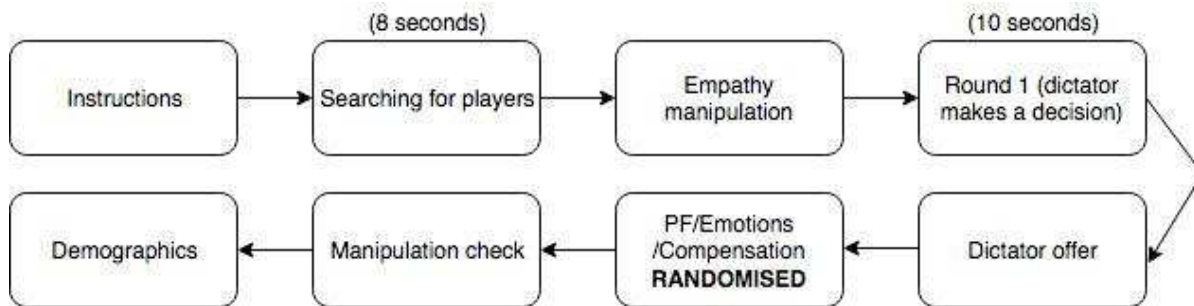 (8 seconds)
(10 seconds)
Instructions
Searching for players
Empathy
manipulation
Round 1 (dictator
makes a decision)
Dictator offer
PF/Emotions
/Compensation
RANDOMISED
Manipulation check
Demographics